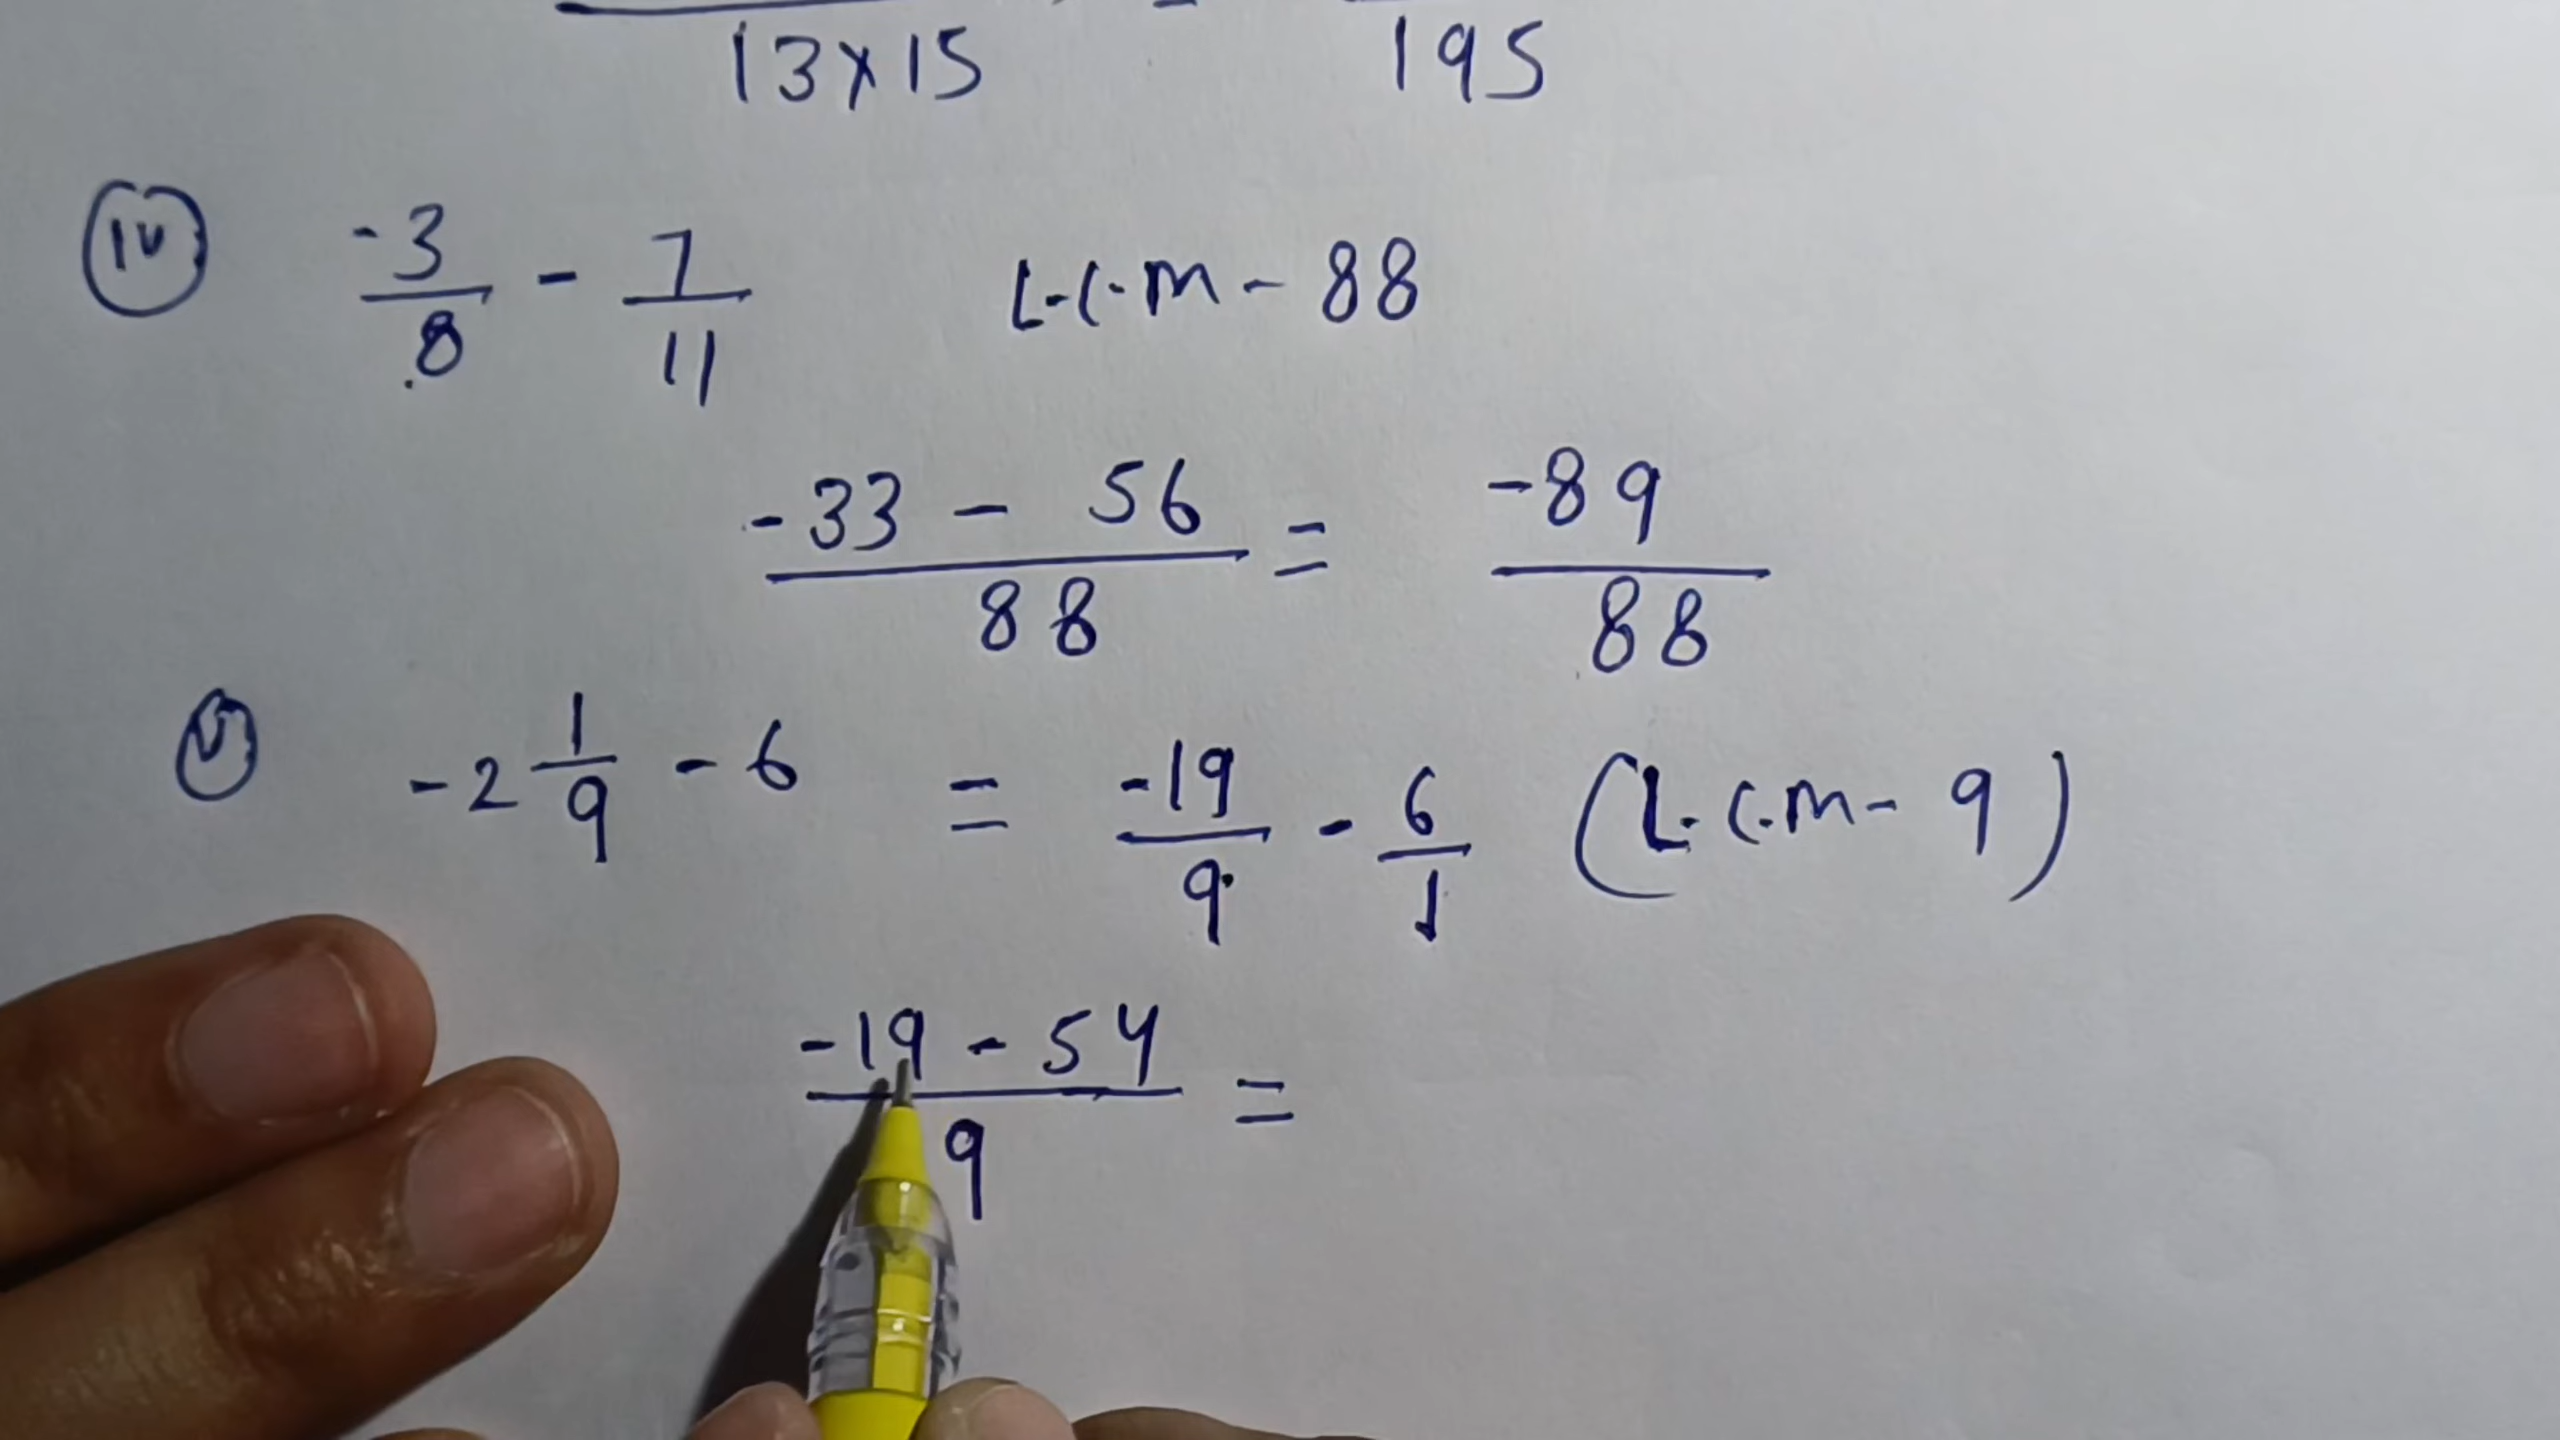 13×15 195
(iv) -3/8 - 7/11 L.C.M - 88
-33 - 56/88 = -89/88
(v) -2 1/9 - 6 = -19/9 - 6/1 (L.C.M - 9)
-19 - 54/9 =